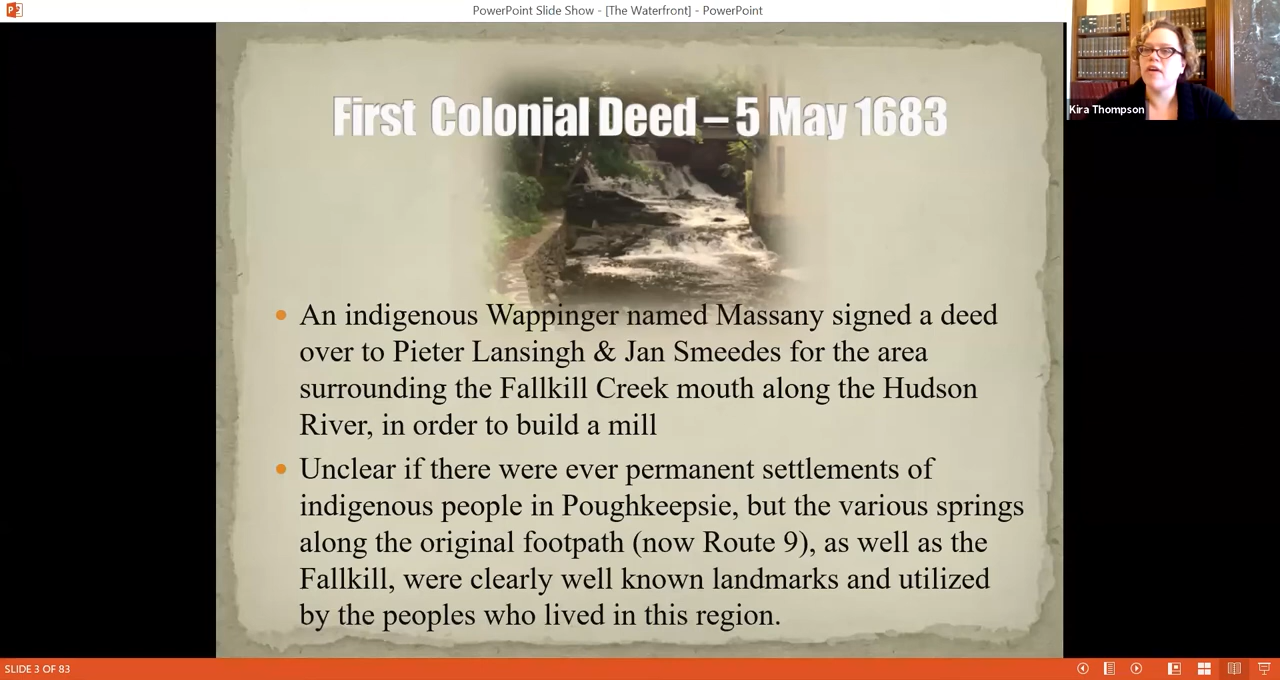 PowerPoint Slide Show - [The Waterfront] - PowerPoint
Kira Thompson
First Colonial Deed – 5 May 1683
• An indigenous Wappinger named Massany signed a deed
over to Pieter Lansingh & Jan Smeedes for the area
surrounding the Fallkill Creek mouth along the Hudson
River, in order to build a mill
• Unclear if there were ever permanent settlements of
indigenous people in Poughkeepsie, but the various springs
along the original footpath (now Route 9), as well as the
Fallkill, were clearly well known landmarks and utilized
by the peoples who lived in this region.
SLIDE 3 OF 83